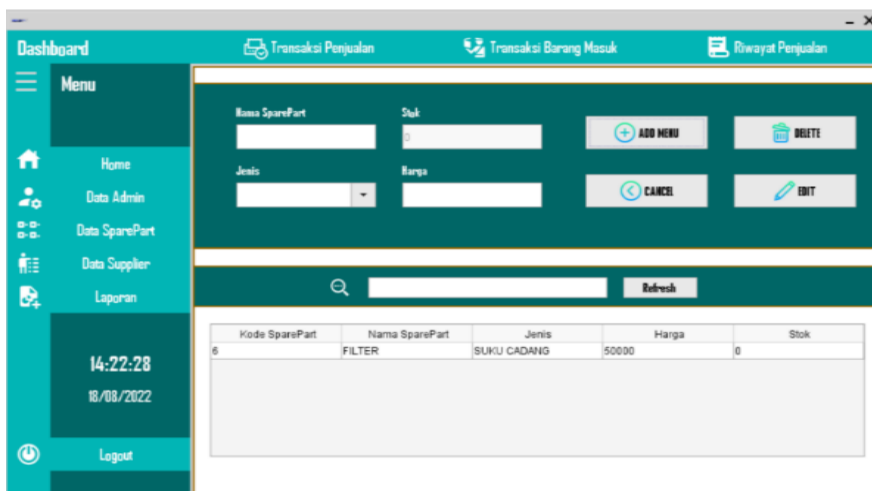 Dashboard
Transaksi Penjualan
Transaksi Barang Masuk
Riwayat Penjualan
Menu
Nama SparePart
Stok
0
ADD MENU
DELETE
Jenis
Harga
CANCEL
EDIT
Home
Data Admin
Data SparePart
Data Supplier
Laporan
Refresh
Kode SparePart Nama SparePart Jenis Harga Stok
6 FILTER SUKU CADANG 50000 0
14:22:28
18/08/2022
Logout